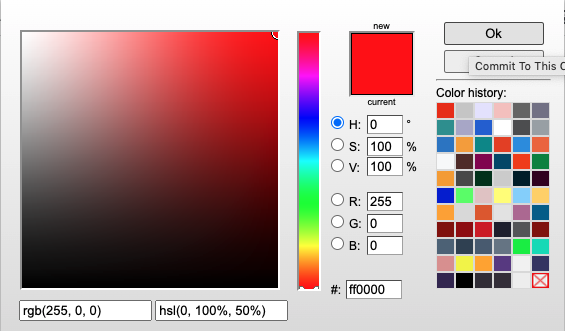 new
Ok
Commit To This C
current
Color history:
H: 0 °
S: 100 %
V: 100 %
R: 255
G: 0
B: 0
#: ff0000
rgb(255, 0, 0)
hsl(0, 100%, 50%)